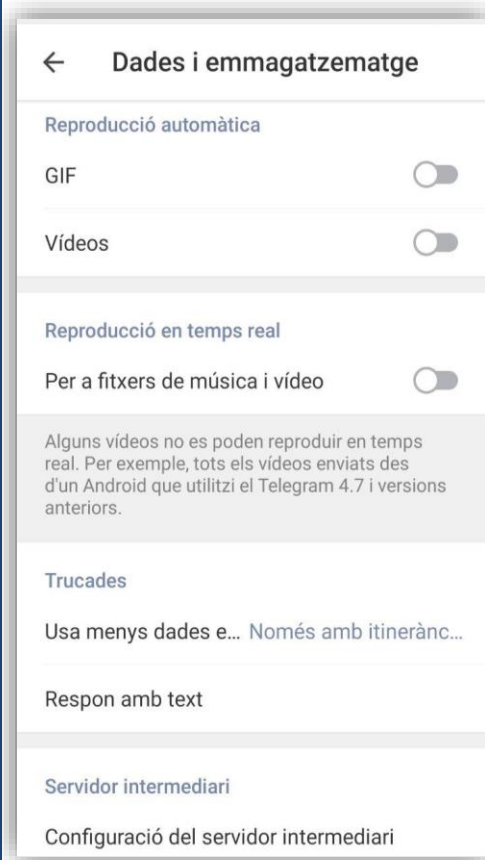 Dades i emmagatzematge
Reproducció automàtica
GIF
Vídeos
Reproducció en temps real
Per a fitxers de música i vídeo
Alguns vídeos no es poden reproduir en temps
real. Per exemple, tots els vídeos enviats des
d'un Android que utilitzi el Telegram 4.7 i versions
anteriors.
Trucades
Usa menys dades e... Només amb itinerànc...
Respon amb text
Servidor intermediari
Configuració del servidor intermediari